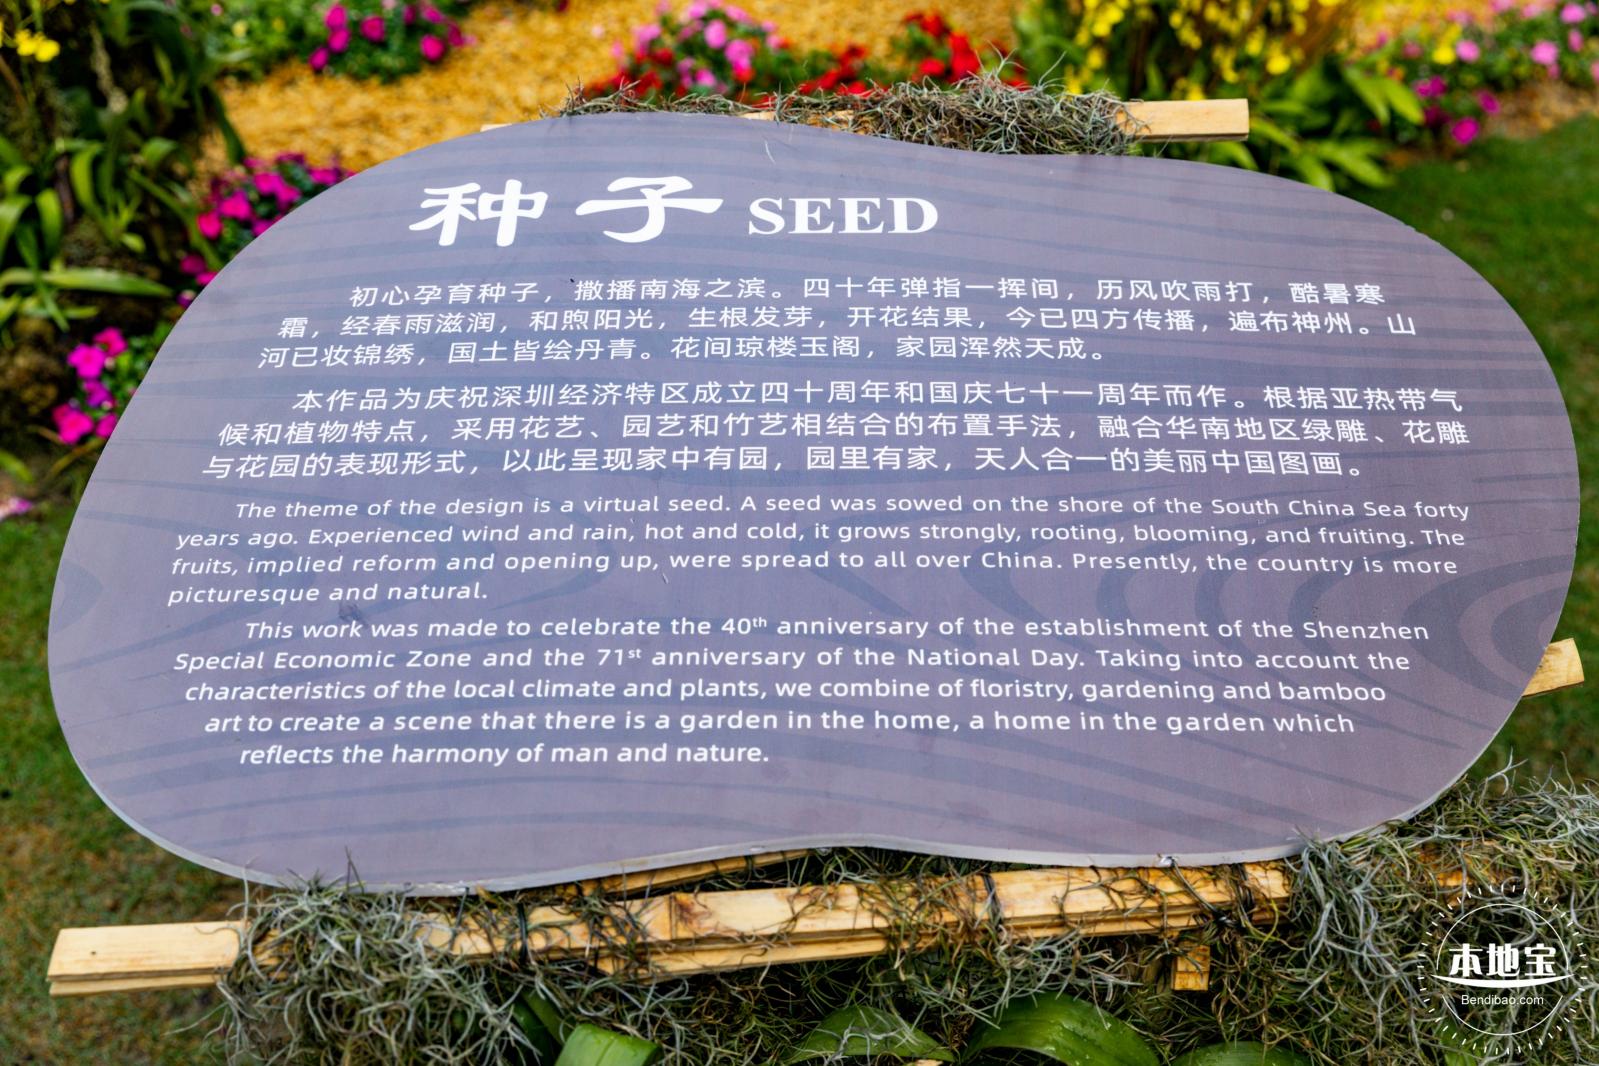 种子 SEED
初心孕育种子，撒播南海之滨。四十年弹指一挥间，历风吹雨打，酷暑寒
霜，经春雨滋润，和煦阳光，生根发芽，开花结果，今已四方传播，遍布神州。山
河已妆锦绣，国土皆绘丹青。花间琼楼玉阁，家园浑然天成。
本作品为庆祝深圳经济特区成立四十周年和国庆七十一周年而作。根据亚热带气
候和植物特点，采用花艺、园艺和竹艺相结合的布置手法，融合华南地区绿雕、花雕
与花园的表现形式，以此呈现家中有园，园里有家，天人合一的美丽中国图画。
The theme of the design is a virtual seed. A seed was sowed on the shore of the South China Sea forty
years ago. Experienced wind and rain, hot and cold, it grows strongly, rooting, blooming, and fruiting. The
fruits, implied reform and opening up, were spread to all over China. Presently, the country is more
picturesque and natural.
This work was made to celebrate the 40th anniversary of the establishment of the Shenzhen
Special Economic Zone and the 71st anniversary of the National Day. Taking into account the
characteristics of the local climate and plants, we combine of floristry, gardening and bamboo
art to create a scene that there is a garden in the home, a home in the garden which
reflects the harmony of man and nature.
本地宝
Bendibao.com